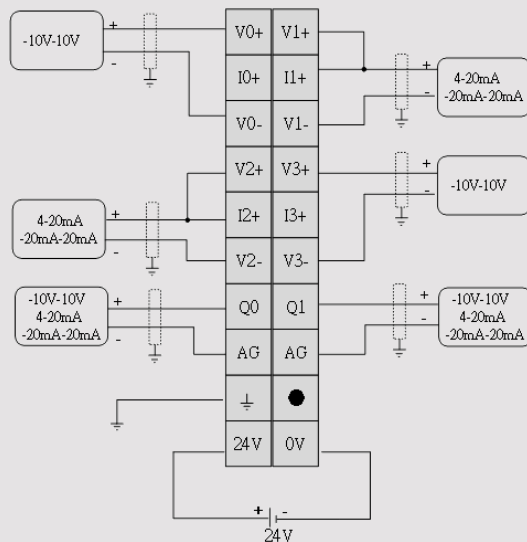 V0+ V1+
+
-10V-10V
-
I0+ I1+
+
4-20mA
-20mA-20mA
-
V0- V1-
V2+ V3+
+
-10V-10V
-
4-20mA
-20mA-20mA
+
-
I2+ I3+
V2- V3-
-10V-10V
4-20mA
-20mA-20mA
+
-
Q0 Q1
+
-
-10V-10V
4-20mA
-20mA-20mA
AG AG
24V 0V
+ -
24V